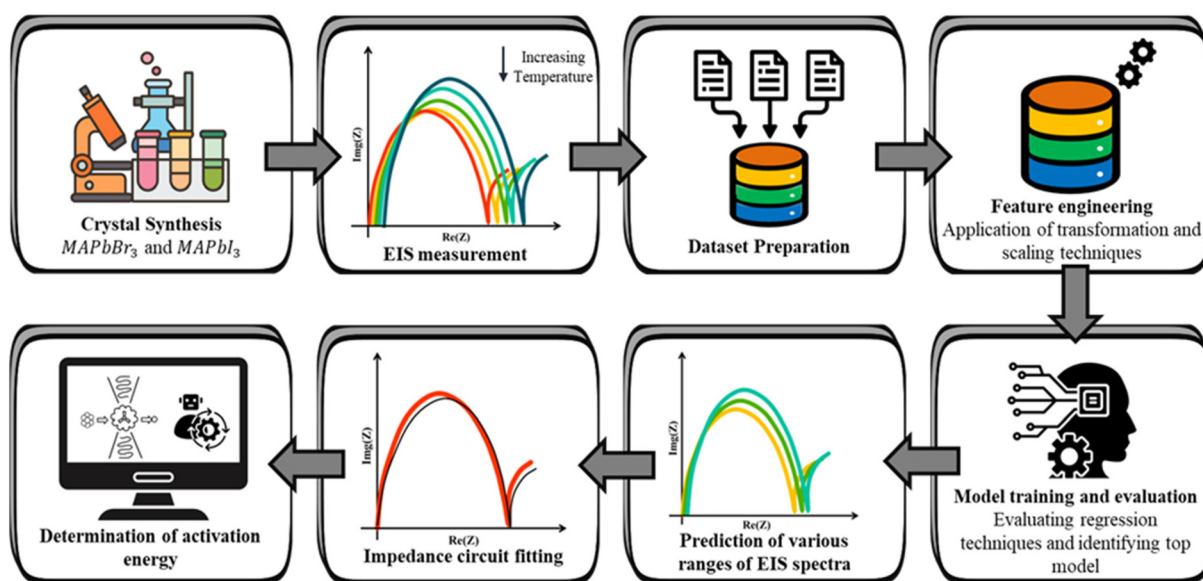 Crystal Synthesis
MAPbBr₃ and MAPbI₃
Img(Z)
Increasing
Temperature
Re(Z)
EIS measurement
Dataset Preparation
Feature engineering
Application of transformation and
scaling techniques
Model training and evaluation
Evaluating regression
techniques and identifying top
model
Img(Z)
Re(Z)
Prediction of various
ranges of EIS spectra
Img(Z)
Re(Z)
Impedance circuit fitting
Determination of activation
energy